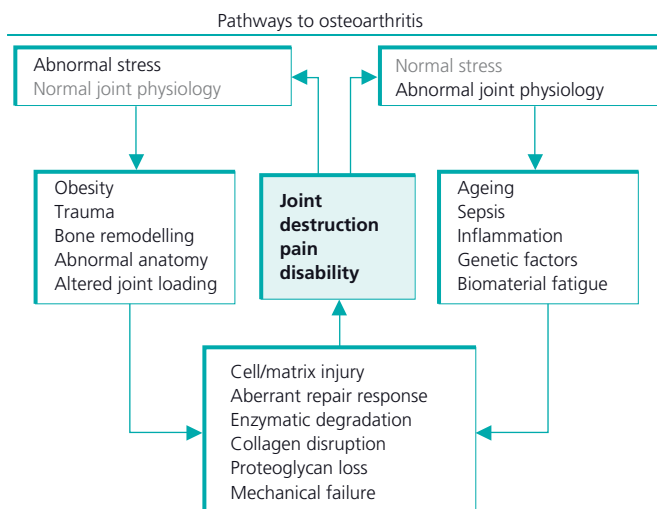 Pathways to osteoarthritis
Abnormal stress
Normal joint physiology
Normal stress
Abnormal joint physiology
Obesity
Trauma
Bone remodelling
Abnormal anatomy
Altered joint loading
Joint
destruction
pain
disability
Ageing
Sepsis
Inflammation
Genetic factors
Biomaterial fatigue
Cell/matrix injury
Aberrant repair response
Enzymatic degradation
Collagen disruption
Proteoglycan loss
Mechanical failure